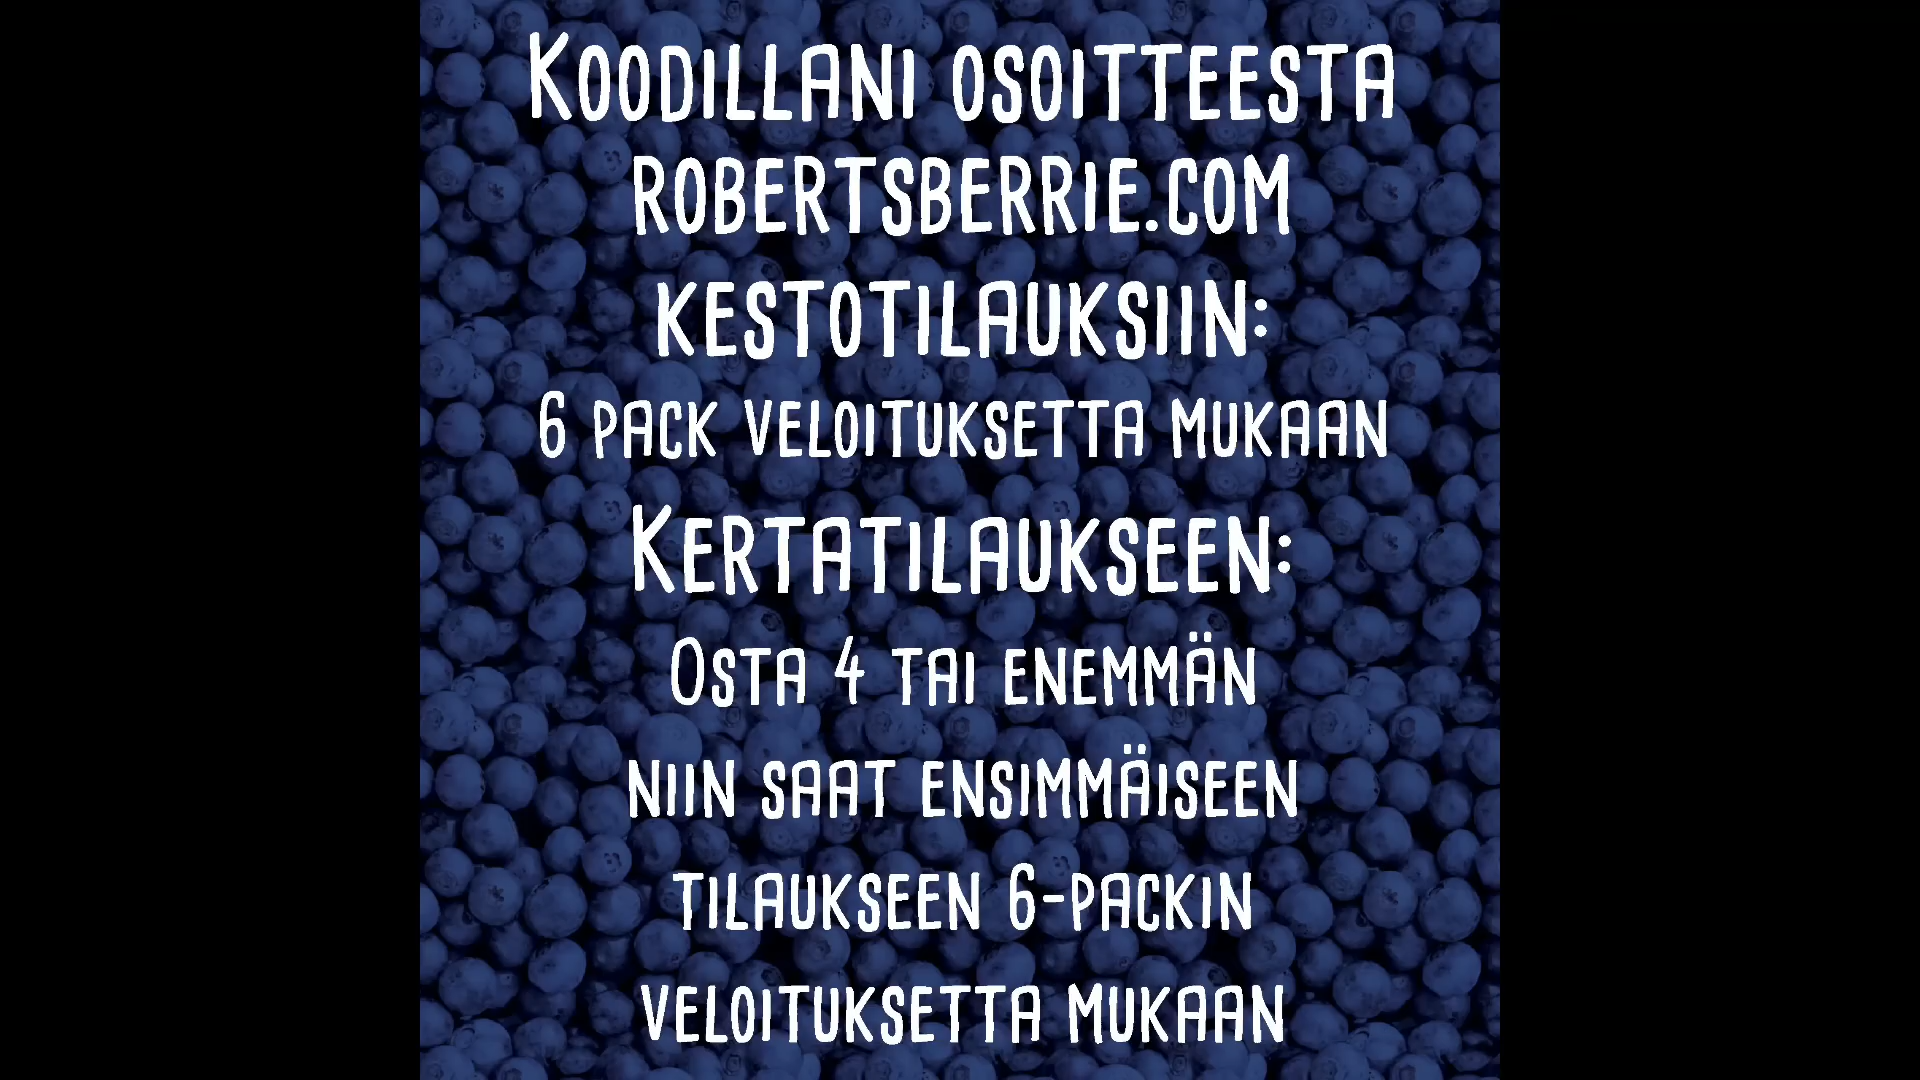 Koodillani osoitteesta
robertsberrie.com
kestotilauksiin:
6 pack veloituksetta mukaan
Kertatilaukseen:
Osta 4 tai enemmän
niin saat ensimmäiseen
tilaukseen 6-packin
veloituksetta mukaan